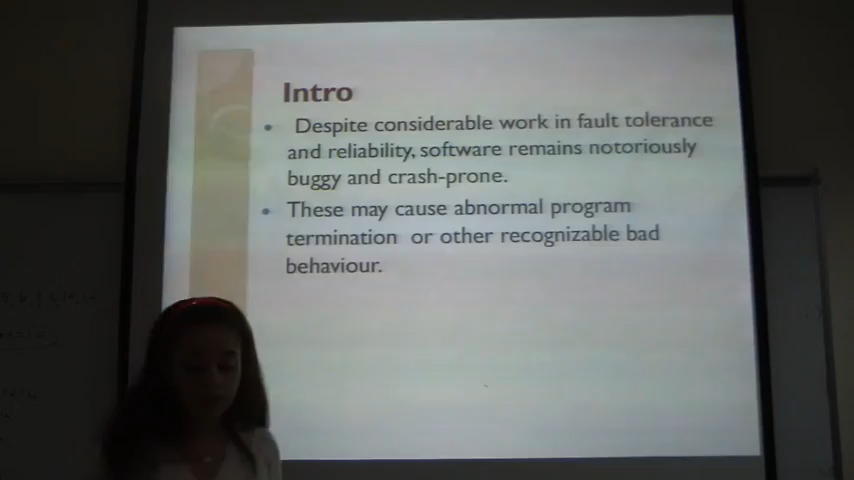 Intro
• Despite considerable work in fault tolerance
and reliability, software remains notoriously
buggy and crash-prone.
• These may cause abnormal program
termination or other recognizable bad
behaviour.